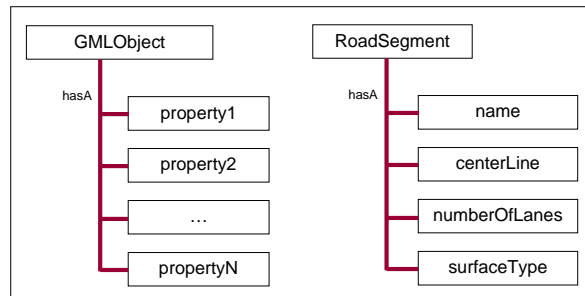 GMLObject
hasA
property1
property2
…
propertyN
RoadSegment
hasA
name
centerLine
numberOfLanes
surfaceType